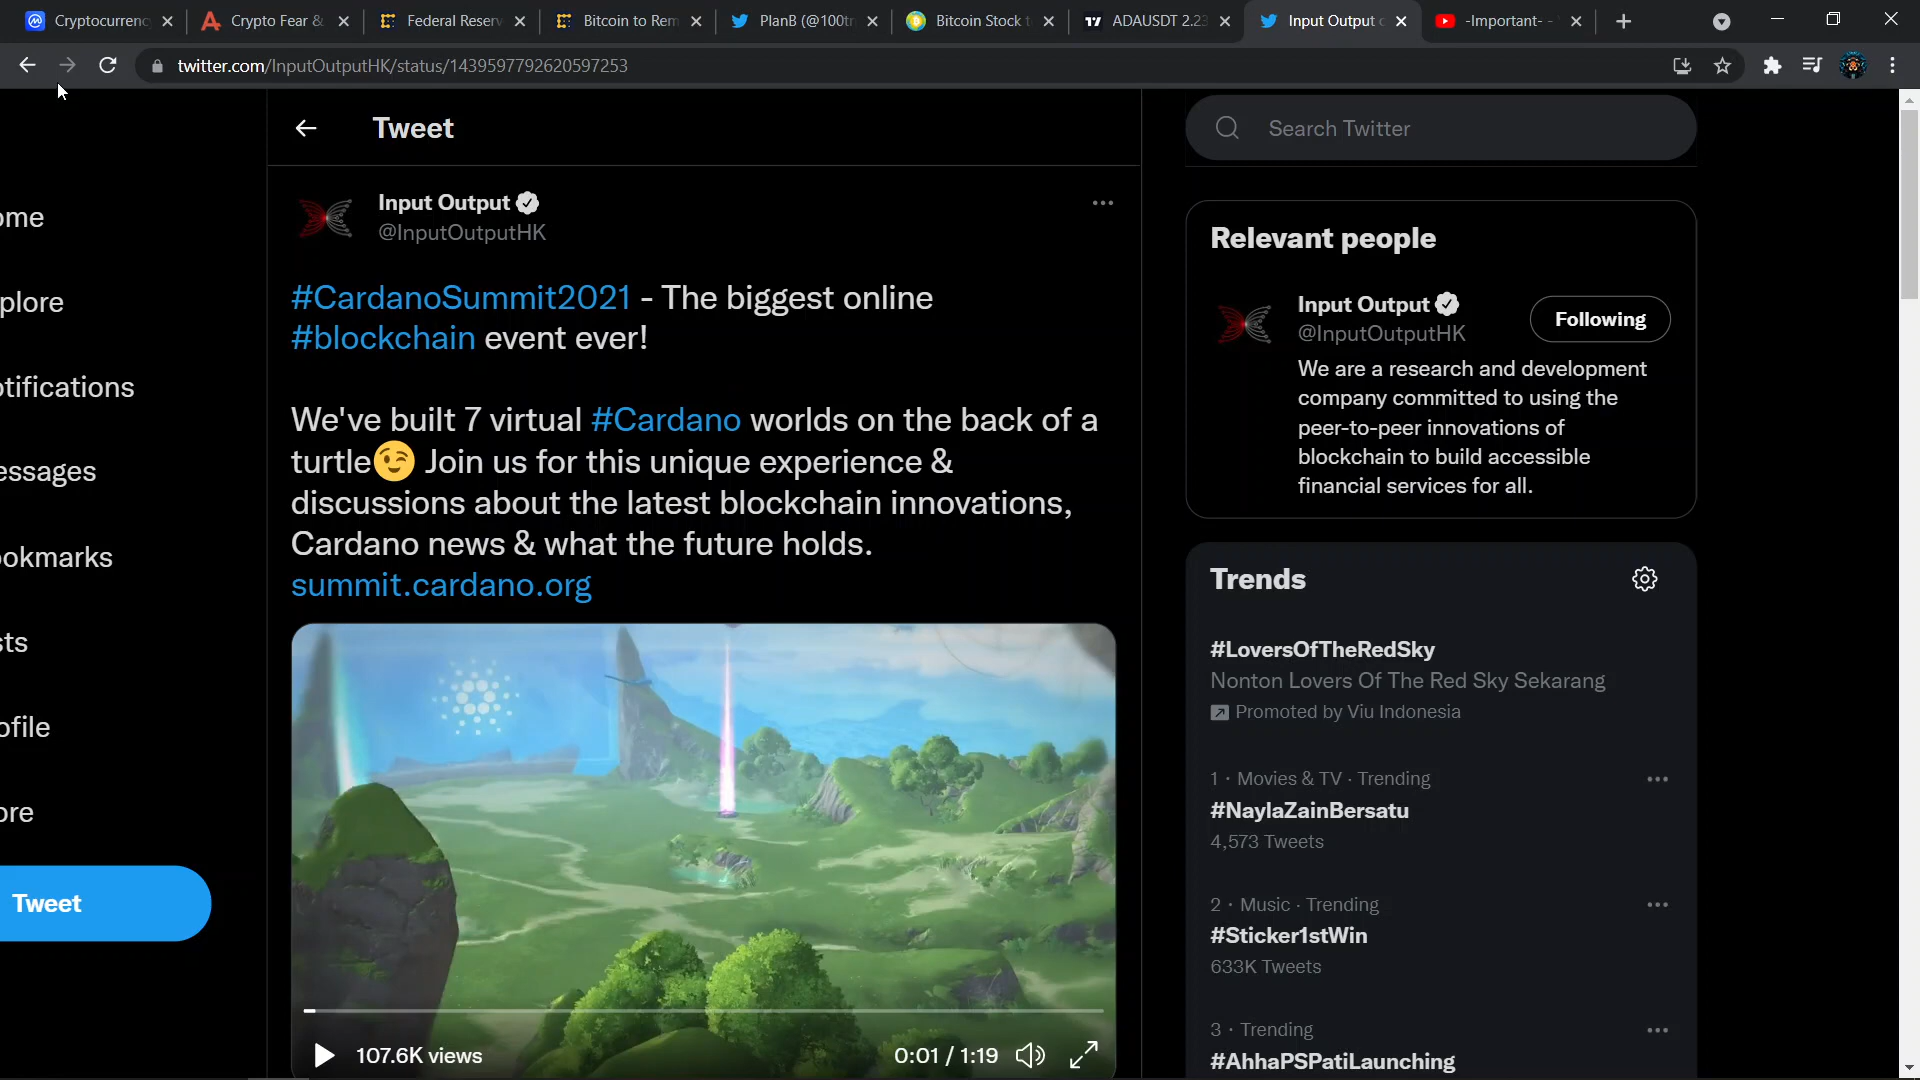 Cryptocurrenc
Crypto Fear &
Federal Reserv
Bitcoin to Rem
PlanB (@100tr
Bitcoin Stock t
ADAUSDT 2.23
Input Output o
-Important- -
twitter.com/InputOutputHK/status/1439597792620597253
Tweet
Search Twitter
Input Output
@InputOutputHK
#CardanoSummit2021 - The biggest online
#blockchain event ever!
We've built 7 virtual #Cardano worlds on the back of a
turtle😉 Join us for this unique experience &
discussions about the latest blockchain innovations,
Cardano news & what the future holds.
summit.cardano.org
107.6K views
0:01 / 1:19
ome
plore
otifications
essages
ookmarks
sts
ofile
ore
Tweet
Relevant people
Input Output
@InputOutputHK
Following
We are a research and development
company committed to using the
peer-to-peer innovations of
blockchain to build accessible
financial services for all.
Trends
#LoversOfTheRedSky
Nonton Lovers Of The Red Sky Sekarang
Promoted by Viu Indonesia
1 · Movies & TV · Trending
#NaylaZainBersatu
4,573 Tweets
2 · Music · Trending
#Sticker1stWin
633K Tweets
3 · Trending
#AhhaPSPatiLaunching